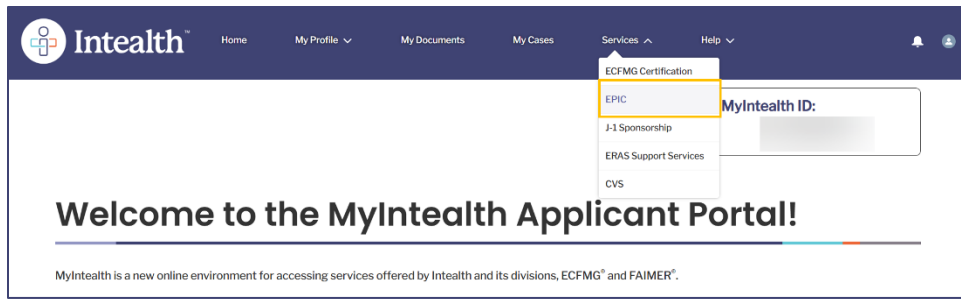 Intealth™ Home My Profile My Documents My Cases Services Help
ECFMG Certification
EPIC
MyIntealth ID:
J-1 Sponsorship
ERAS Support Services
CVS
Welcome to the MyIntealth Applicant Portal!
MyIntealth is a new online environment for accessing services offered by Intealth and its divisions, ECFMG® and FAIMER®.